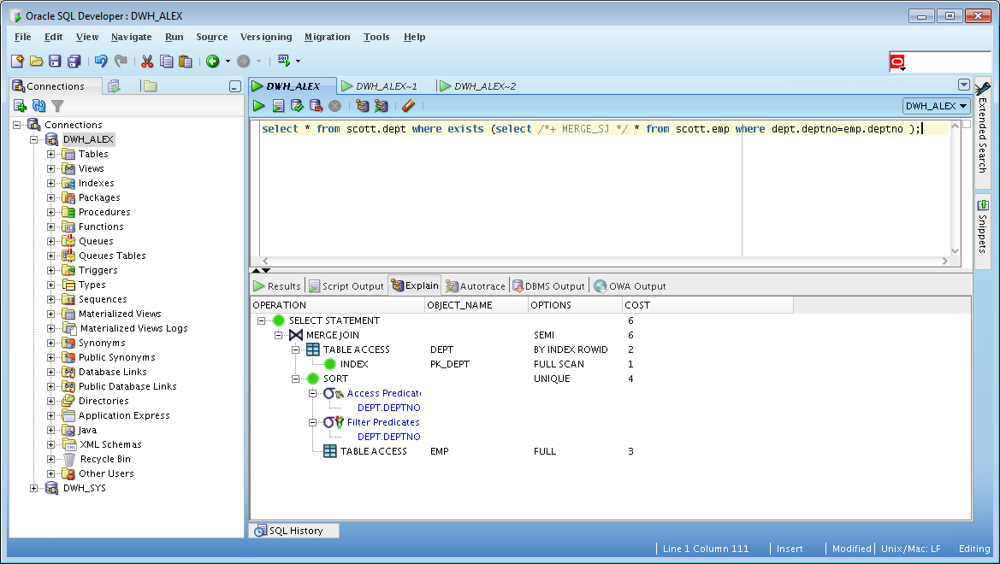 Oracle SQL Developer : DWH_ALEX
File Edit View Navigate Run Source Versioning Migration Tools Help
Connections
DWH_ALEX DWH_ALEX~1 DWH_ALEX~2
DWH_ALEX
select * from scott.dept where exists (select /*+ MERGE_SJ */ * from scott.emp where dept.deptno=emp.deptno );
Connections
DWH_ALEX
Tables
Views
Indexes
Packages
Procedures
Functions
Queues
Queues Tables
Triggers
Types
Sequences
Materialized Views
Materialized Views Logs
Synonyms
Public Synonyms
Database Links
Public Database Links
Directories
Application Express
Java
XML Schemas
Recycle Bin
Other Users
DWH_SYS
Extended Search
Snippets
Results Script Output Explain Autotrace DBMS Output OWA Output
OPERATION OBJECT_NAME OPTIONS COST
SELECT STATEMENT 6
MERGE JOIN SEMI 6
TABLE ACCESS DEPT BY INDEX ROWID 2
INDEX PK_DEPT FULL SCAN 1
SORT UNIQUE 4
Access Predicat
DEPT.DEPTNO
Filter Predicates
DEPT.DEPTNO
TABLE ACCESS EMP FULL 3
SQL History
Line 1 Column 111 Insert Modified Unix/Mac: LF Editing